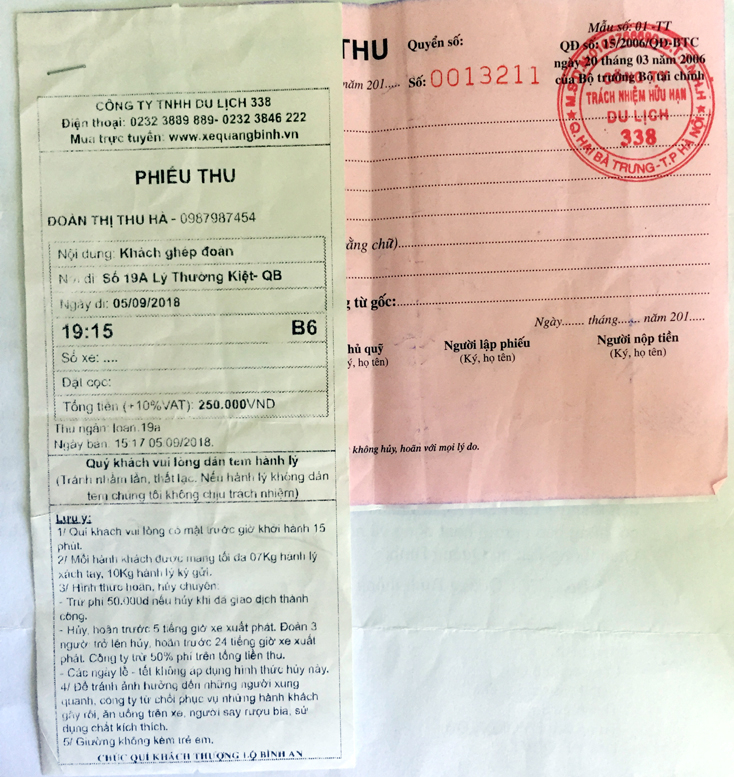 CÔNG TY TNHH DU LỊCH 338
Điện thoại: 0232 3889 889- 0232 3846 222
Mua trực tuyến: www.xequangbinh.vn
PHIẾU THU
ĐOÀN THỊ THU HÀ - 0987987454
Nội dung: Khách ghép đoàn
Nơi đi: Số 19A Lý Thường Kiệt- QB
Ngày đi: 05/09/2018
19:15 B6
Số xe: ....
Đặt cọc:
Tổng tiền (+10%VAT): 250.000VND
Thu ngân: loan.19a
Ngày bán: 15:17 05.09/2018.
Quý khách vui lòng dán tem hành lý
(Tránh nhầm lẫn, thất lạc. Nếu hành lý không dán
tem chúng tôi không chịu trách nhiệm)
Lưu ý:
1/ Quí khách vui lòng có mặt trước giờ khởi hành 15
phút.
2/ Mỗi hành khách được mang tối đa 07Kg hành lý
xách tay, 10Kg hành lý ký gửi.
3/ Hình thức hoàn, hủy chuyến:
- Trừ phí 50.000đ nếu hủy khi đã giao dịch thành
công.
- Hủy, hoãn trước 5 tiếng giờ xe xuất phát. Đoàn 3
người trở lên hủy, hoãn trước 24 tiếng giờ xe xuất
phát. Công ty trừ 50% phí trên tổng tiền thu.
- Các ngày lễ - tết không áp dụng hình thức hủy này.
4/ Để tránh ảnh hưởng đến những người xung
quanh, công ty từ chối phục vụ những hành khách
gây rối, ăn uống trên xe, người say rượu bia, sử
dụng chất kích thích.
5/ Giường không kèm trẻ em.
CHÚC QUÍ KHÁCH THƯỢNG LỘ BÌNH AN
THU
Quyển số:
năm 201.....
Số: 0013211
Mẫu số: 01 -TT
QĐ số: 15/2006/QĐ-BTC
ngày 20 tháng 03 năm 2006
của Bộ trưởng Bộ tài chính
TRÁCH NHIỆM HỮU HẠN
DU LỊCH
338
Q. HAI BÀ TRƯNG - T.P HÀ NỘI
ằng chữ)
g từ gốc:
Ngày....... tháng....... năm 201.....
hủ quỹ
ý, họ tên)
Người lập phiếu
(Ký, họ tên)
Người nộp tiền
(Ký, họ tên)
không hủy, hoãn với mọi lý do.